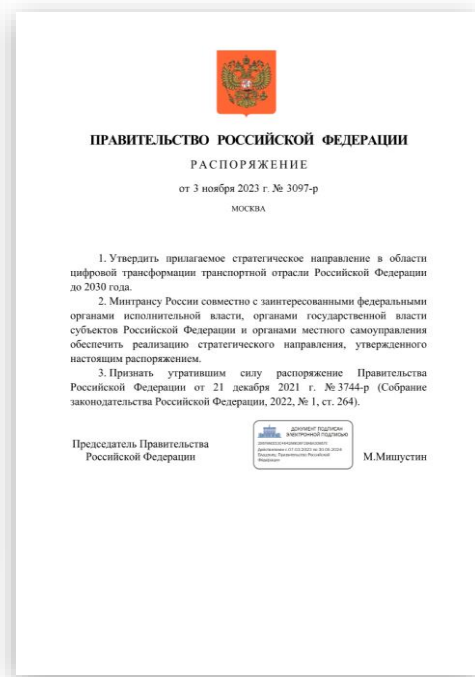 ПРАВИТЕЛЬСТВО РОССИЙСКОЙ ФЕДЕРАЦИИ
РАСПОРЯЖЕНИЕ
от 3 ноября 2023 г. № 3097-р
МОСКВА
1. Утвердить прилагаемое стратегическое направление в области
цифровой трансформации транспортной отрасли Российской Федерации
до 2030 года.
2. Минтрансу России совместно с заинтересованными федеральными
органами исполнительной власти, органами государственной власти
субъектов Российской Федерации и органами местного самоуправления
обеспечить реализацию стратегического направления, утвержденного
настоящим распоряжением.
3. Признать утратившим силу распоряжение Правительства
Российской Федерации от 21 декабря 2021 г. № 3744-р (Собрание
законодательства Российской Федерации, 2022, № 1, ст. 264).
Председатель Правительства
Российской Федерации
ДОКУМЕНТ ПОДПИСАН
ЭЛЕКТРОННОЙ ПОДПИСЬЮ
М.Мишустин